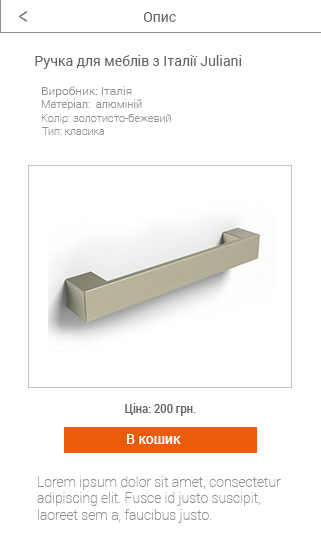 <
Опис
Ручка для меблів з Італії Juliani
Виробник: Італія
Матеріал: алюміній
Колір: золотисто-бежевий
Тип: класика
Ціна: 200 грн.
В кошик
Lorem ipsum dolor sit amet, consectetur
adipiscing elit. Fusce id justo suscipit,
laoreet sem a, faucibus justo.